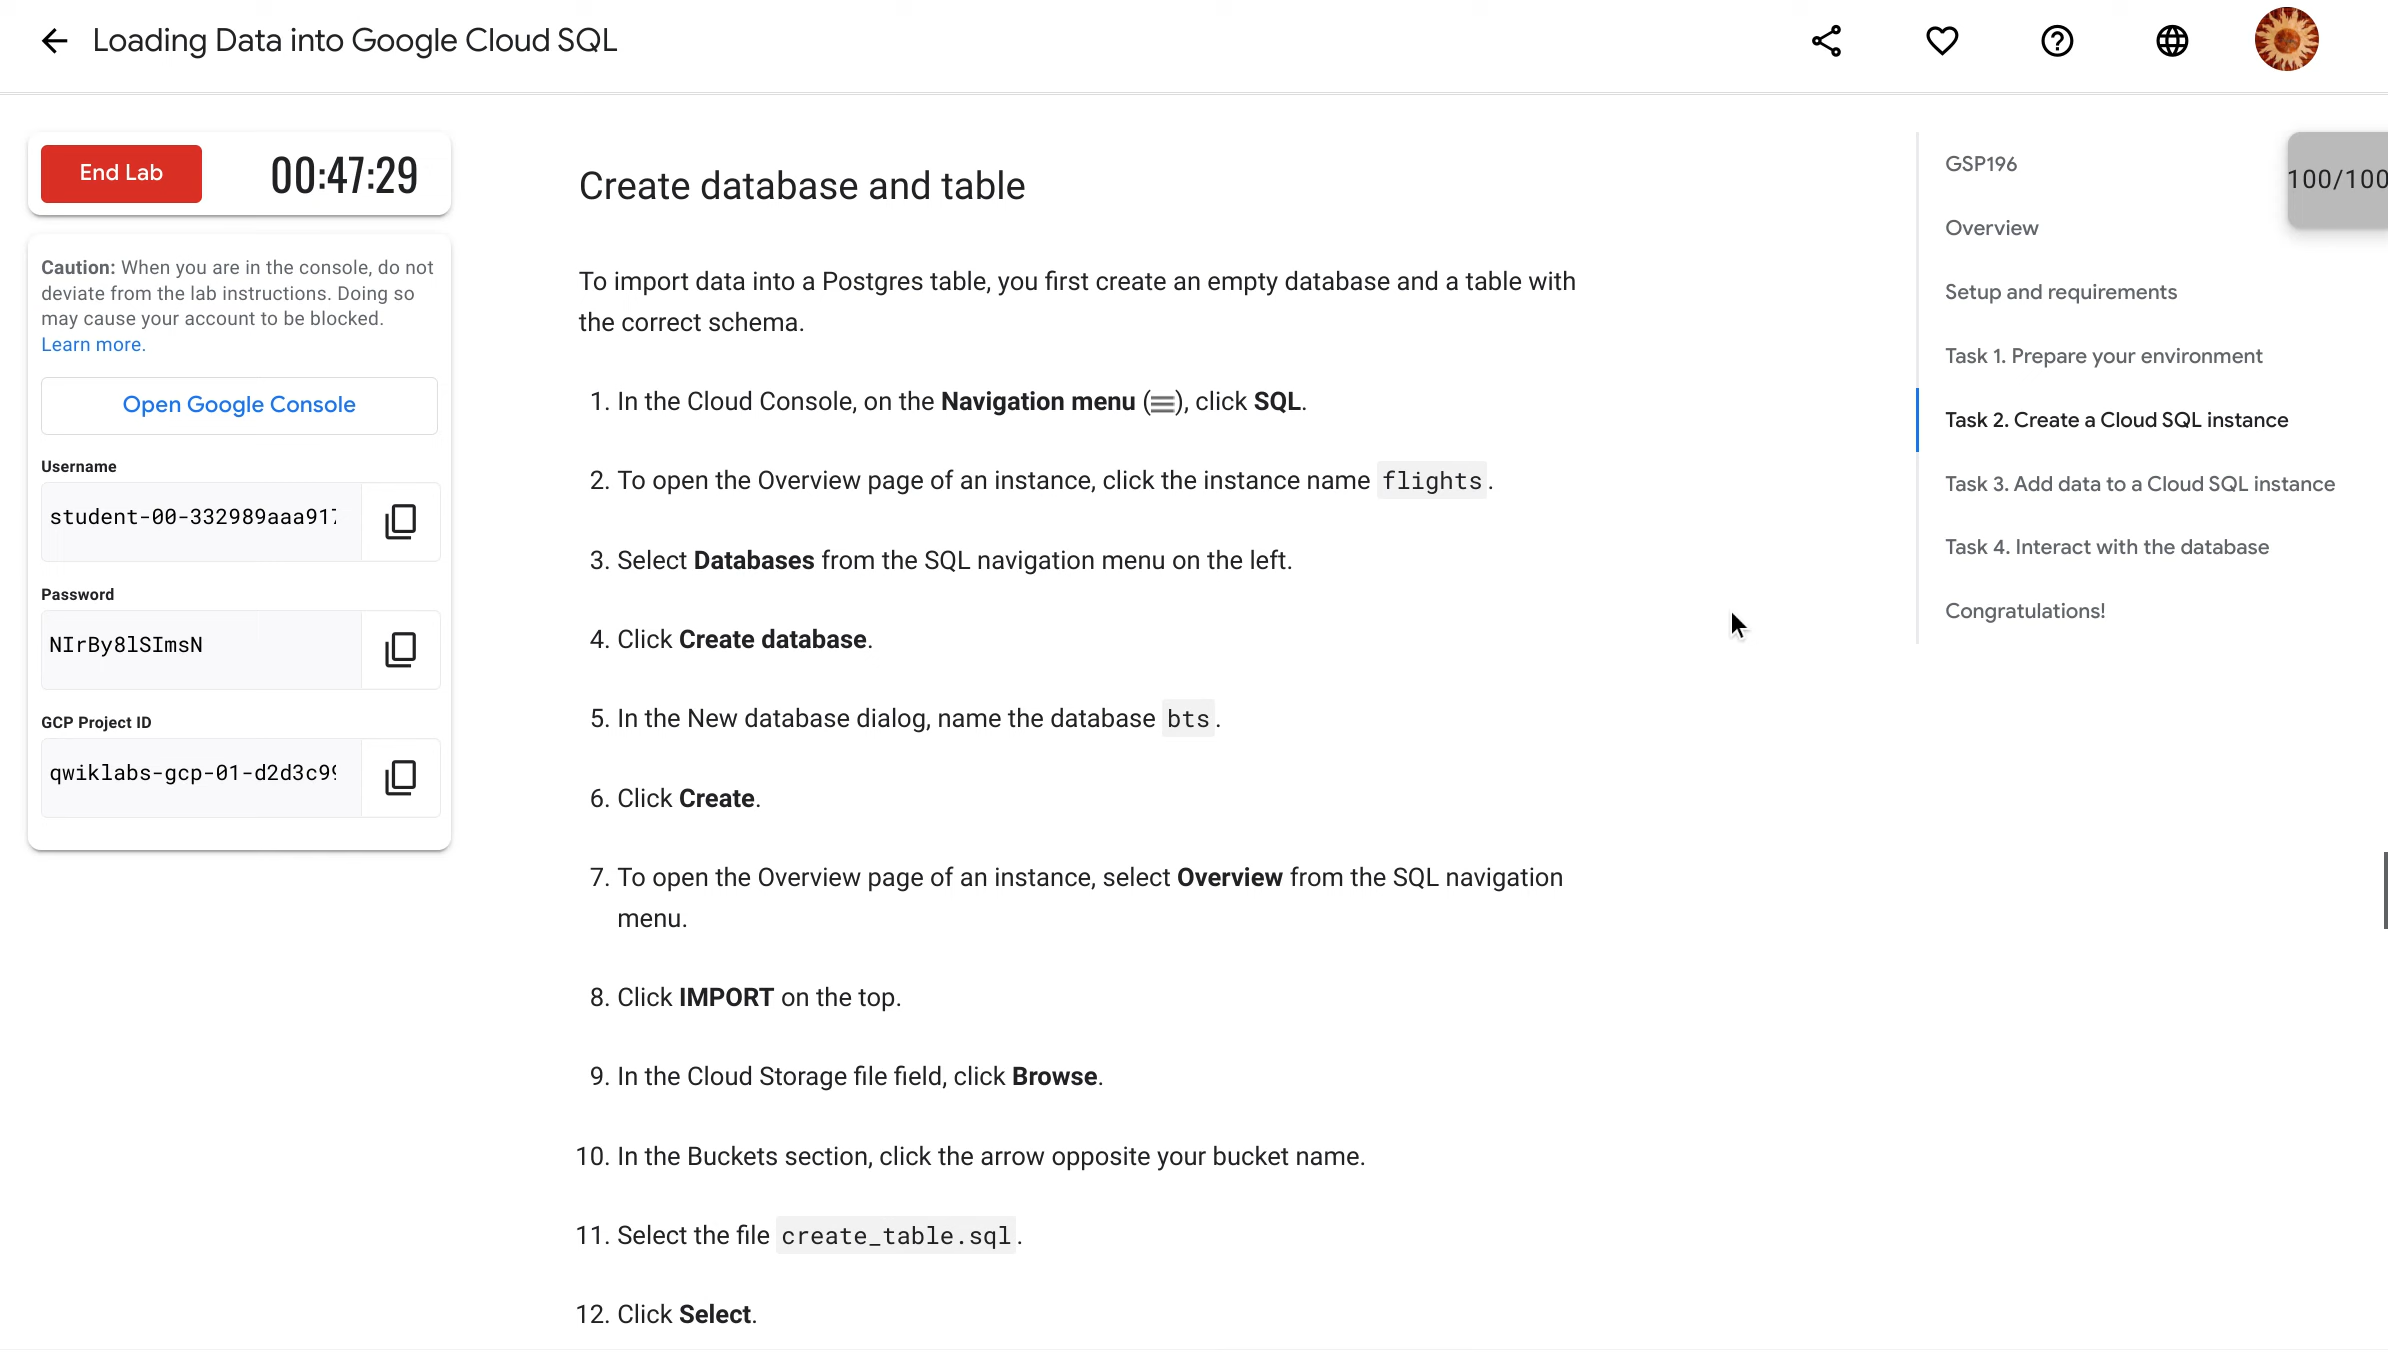 Loading Data into Google Cloud SQL
End Lab
00:47:29
Caution: When you are in the console, do not
deviate from the lab instructions. Doing so
may cause your account to be blocked.
Learn more.
Open Google Console
Username
student-00-332989aaa917
Password
NIrBy8lSImsN
GCP Project ID
qwiklabs-gcp-01-d2d3c99
Create database and table
To import data into a Postgres table, you first create an empty database and a table with
the correct schema.
1. In the Cloud Console, on the Navigation menu (≡), click SQL.
2. To open the Overview page of an instance, click the instance name flights.
3. Select Databases from the SQL navigation menu on the left.
4. Click Create database.
5. In the New database dialog, name the database bts.
6. Click Create.
7. To open the Overview page of an instance, select Overview from the SQL navigation
menu.
8. Click IMPORT on the top.
9. In the Cloud Storage file field, click Browse.
10. In the Buckets section, click the arrow opposite your bucket name.
11. Select the file create_table.sql.
12. Click Select.
GSP196
Overview
Setup and requirements
Task 1. Prepare your environment
Task 2. Create a Cloud SQL instance
Task 3. Add data to a Cloud SQL instance
Task 4. Interact with the database
Congratulations!
100/100